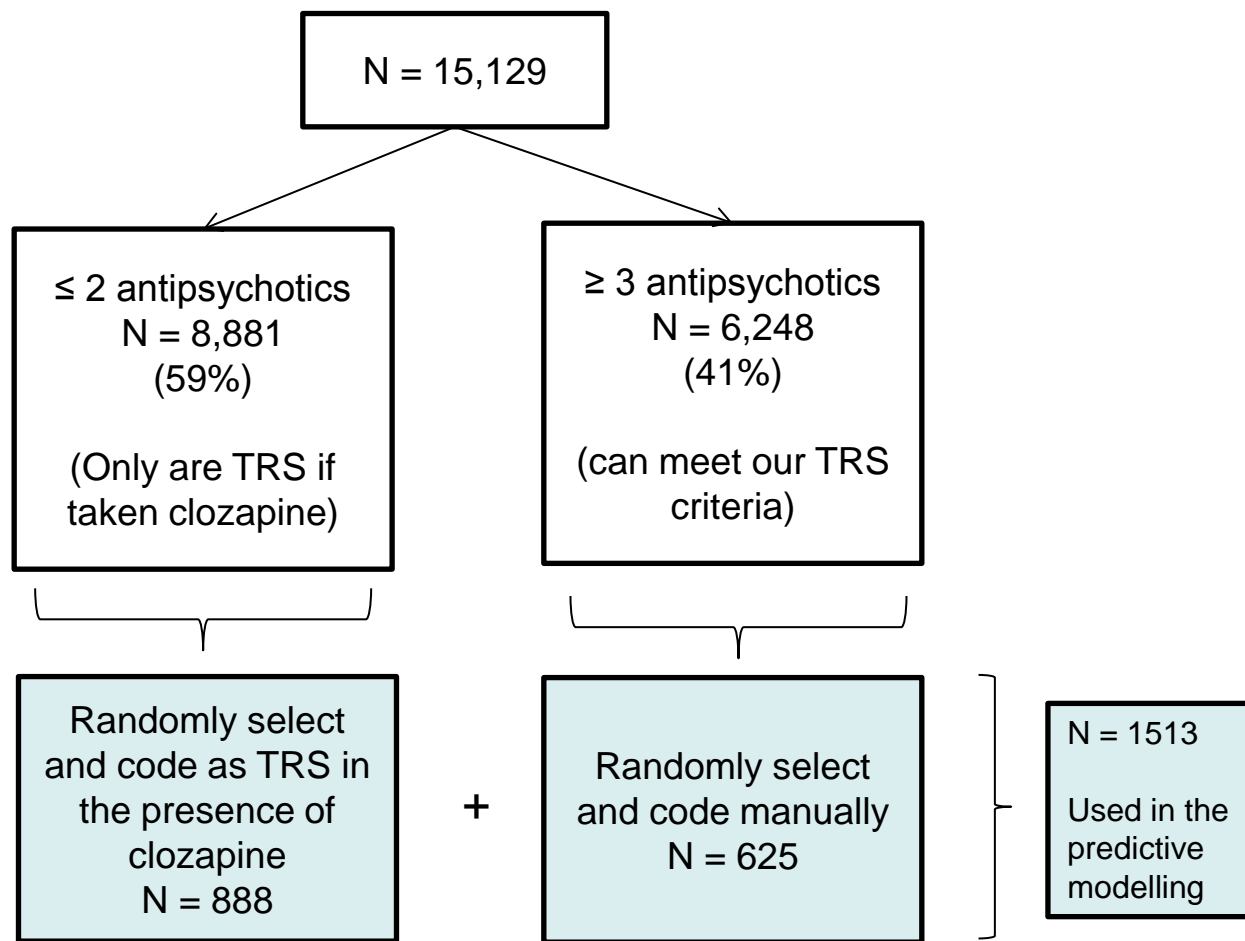 N = 15,129
≤ 2 antipsychotics
N = 8,881
(59%)
(Only are TRS if
taken clozapine)
≥ 3 antipsychotics
N = 6,248
(41%)
(can meet our TRS
criteria)
Randomly select
and code as TRS in
the presence of
clozapine
N = 888
+
Randomly select
and code manually
N = 625
N = 1513
Used in the
predictive
modelling